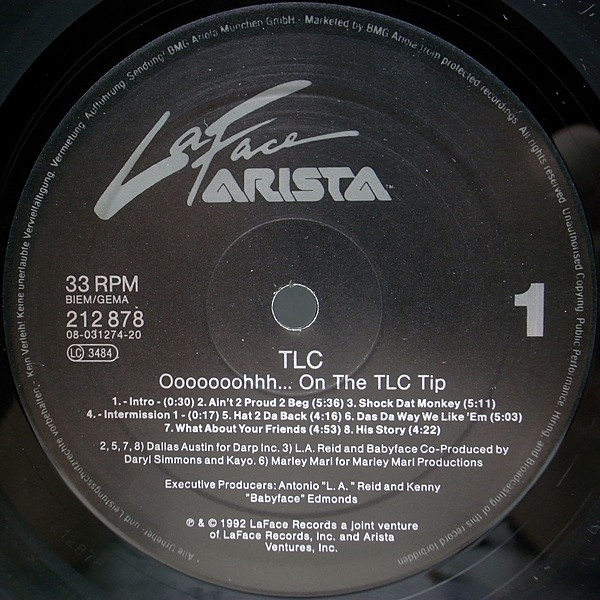 BMG Ariola München GmbH - Marketed by BMG Ariola from protected recordings. All rights reserved. Unauthorised Copying, Public Performance Hiring and Broadcasting of this record forbidden
Kein Verleih! Keine unerlaubte Vervielfältigung, Vermietung, Aufführung, Sendung!
Alle Urheber- und Leistungsschutzrechte vorbehalten.
LaFace
ARISTA™
33 RPM
BIEM/GEMA
212 878
08-031274-20
LC 3484
1
TLC
Ooooooohhh... On The TLC Tip
1. - Intro - (0:30) 2. Ain't 2 Proud 2 Beg (5:36) 3. Shock Dat Monkey (5:11)
4. - Intermission 1 - (0:17) 5. Hat 2 Da Back (4:16) 6. Das Da Way We Like 'Em (5:03)
7. What About Your Friends (4:53) 8. His Story (4:22)
2, 5, 7, 8) Dallas Austin for Darp Inc. 3) L.A. Reid and Babyface Co-Produced by
Daryl Simmons and Kayo. 6) Marley Marl for Marley Marl Productions
Executive Producers: Antonio "L. A. " Reid and Kenny
"Babyface" Edmonds
℗ & © 1992 LaFace Records a joint venture
of LaFace Records, Inc. and Arista
Ventures, Inc.